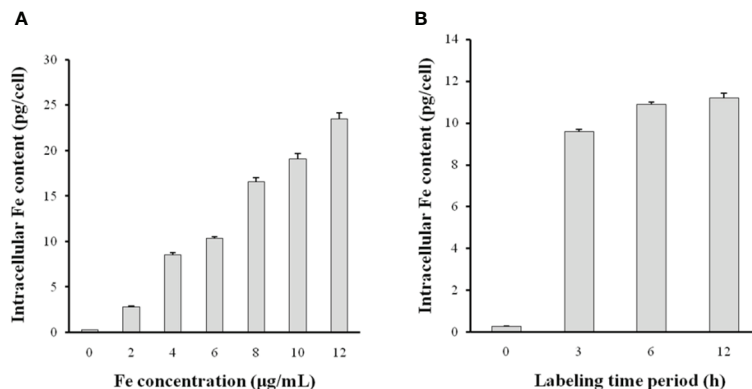 A
Intracellular Fe content (pg/cell)
30
25
20
15
10
5
0
0 2 4 6 8 10 12
Fe concentration (µg/mL)
B
Intracellular Fe content (pg/cell)
14
12
10
8
6
4
2
0
0 3 6 12
Labeling time period (h)